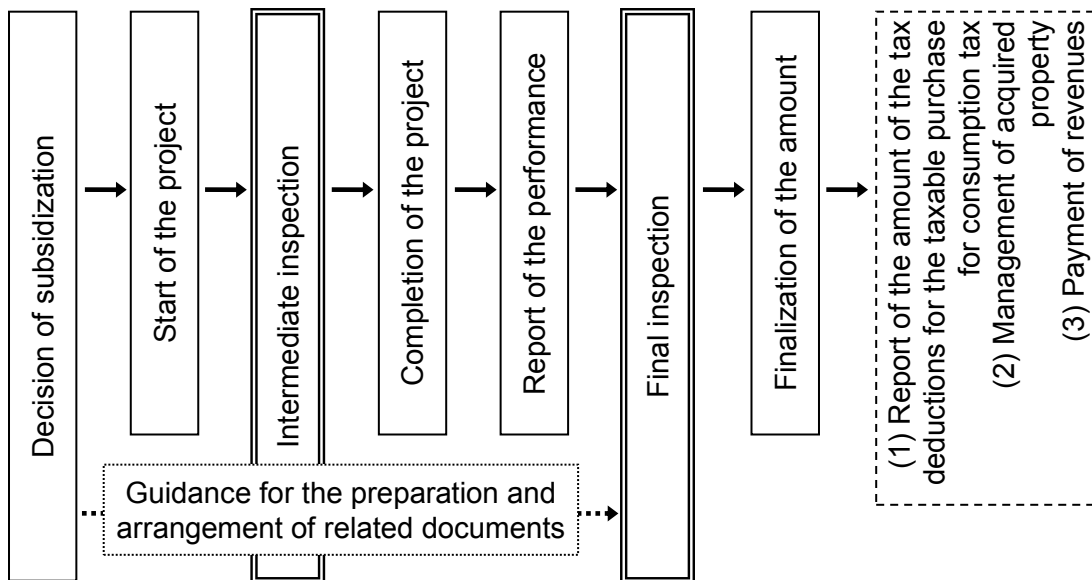 Decision of subsidization
Start of the project
Intermediate inspection
Completion of the project
Report of the performance
Final inspection
Finalization of the amount
(1) Report of the amount of the tax
deductions for the taxable purchase
for consumption tax
(2) Management of acquired
property
(3) Payment of revenues
Guidance for the preparation and
arrangement of related documents